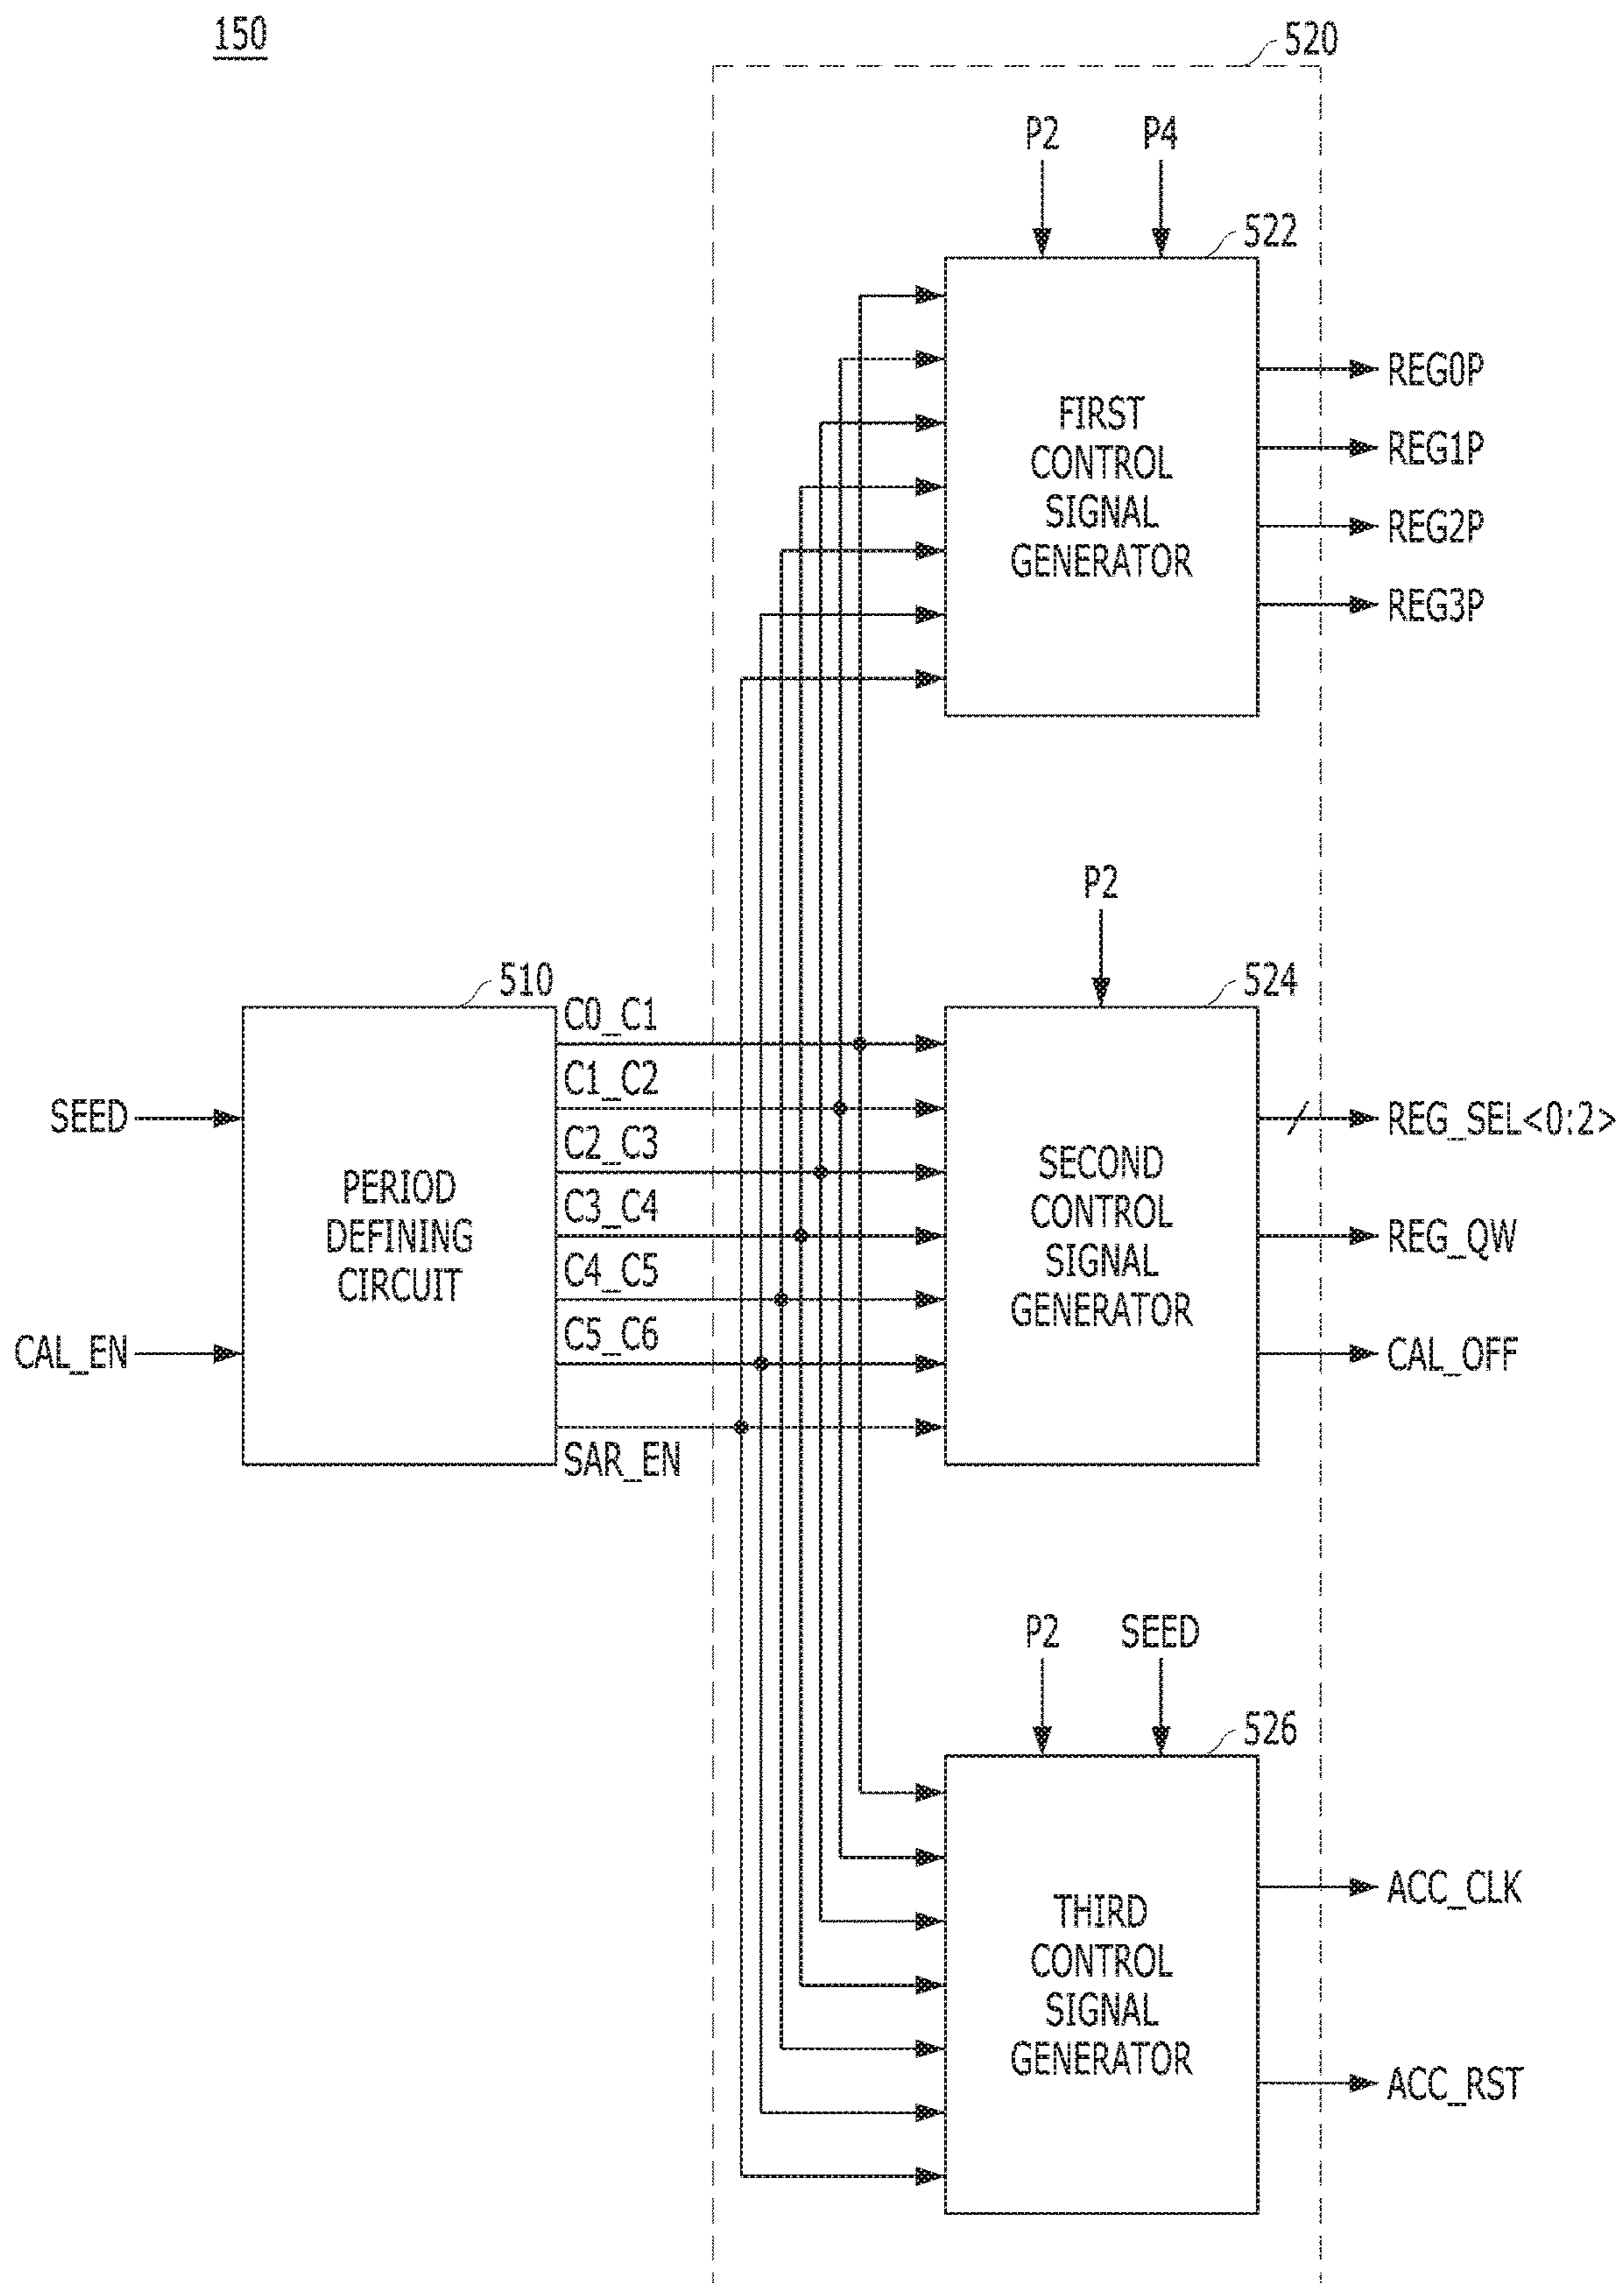 150
520
P2 P4
522
FIRST
CONTROL
SIGNAL
GENERATOR
REG0P
REG1P
REG2P
REG3P
P2
510
524
SEED
CAL_EN
PERIOD
DEFINING
CIRCUIT
C0_C1
C1_C2
C2_C3
C3_C4
C4_C5
C5_C6
SAR_EN
SECOND
CONTROL
SIGNAL
GENERATOR
REG_SEL<0:2>
REG_QW
CAL_OFF
P2 SEED
526
THIRD
CONTROL
SIGNAL
GENERATOR
ACC_CLK
ACC_RST